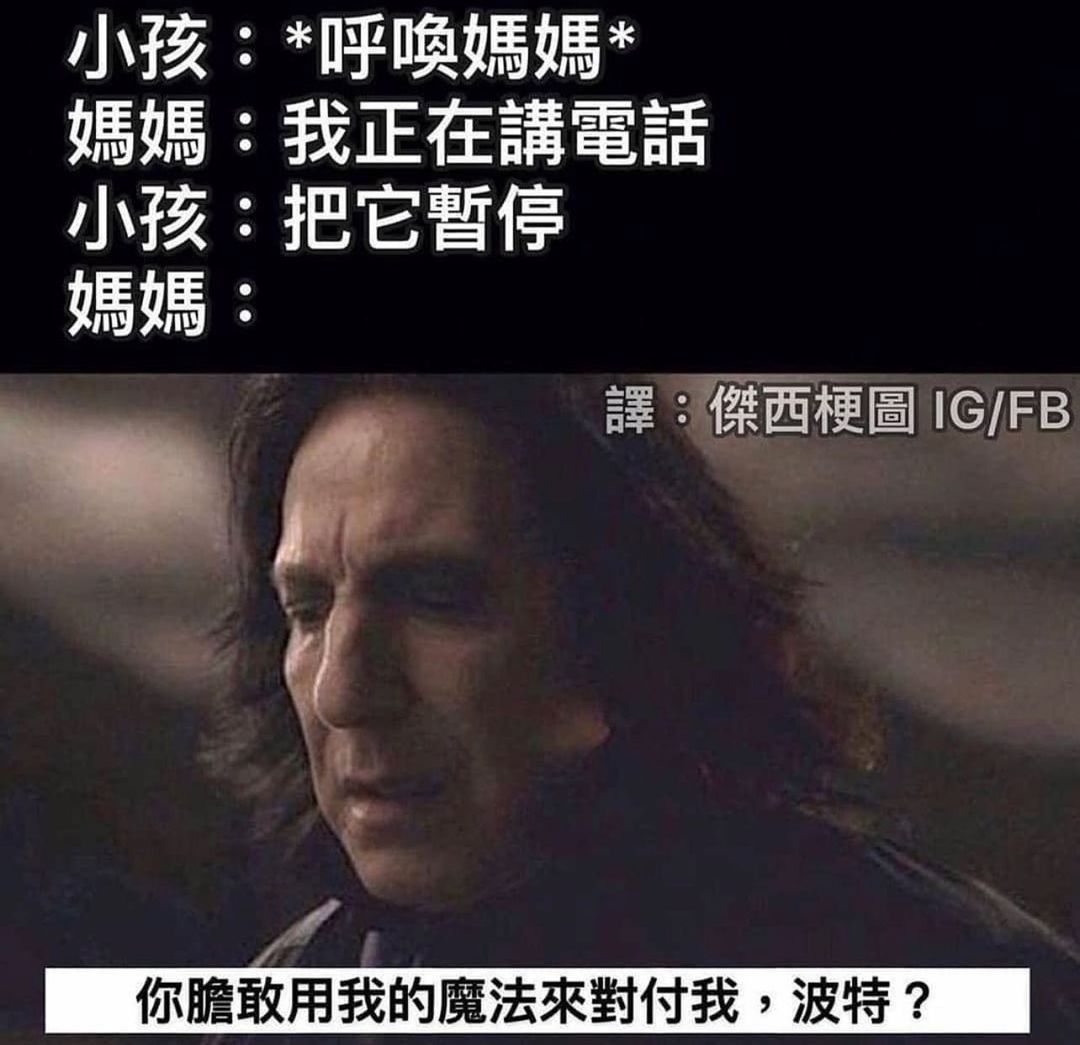 小孩：*呼喚媽媽*
媽媽：我正在講電話
小孩：把它暫停
媽媽：
譯：傑西梗圖 IG/FB
你膽敢用我的魔法來對付我，波特？